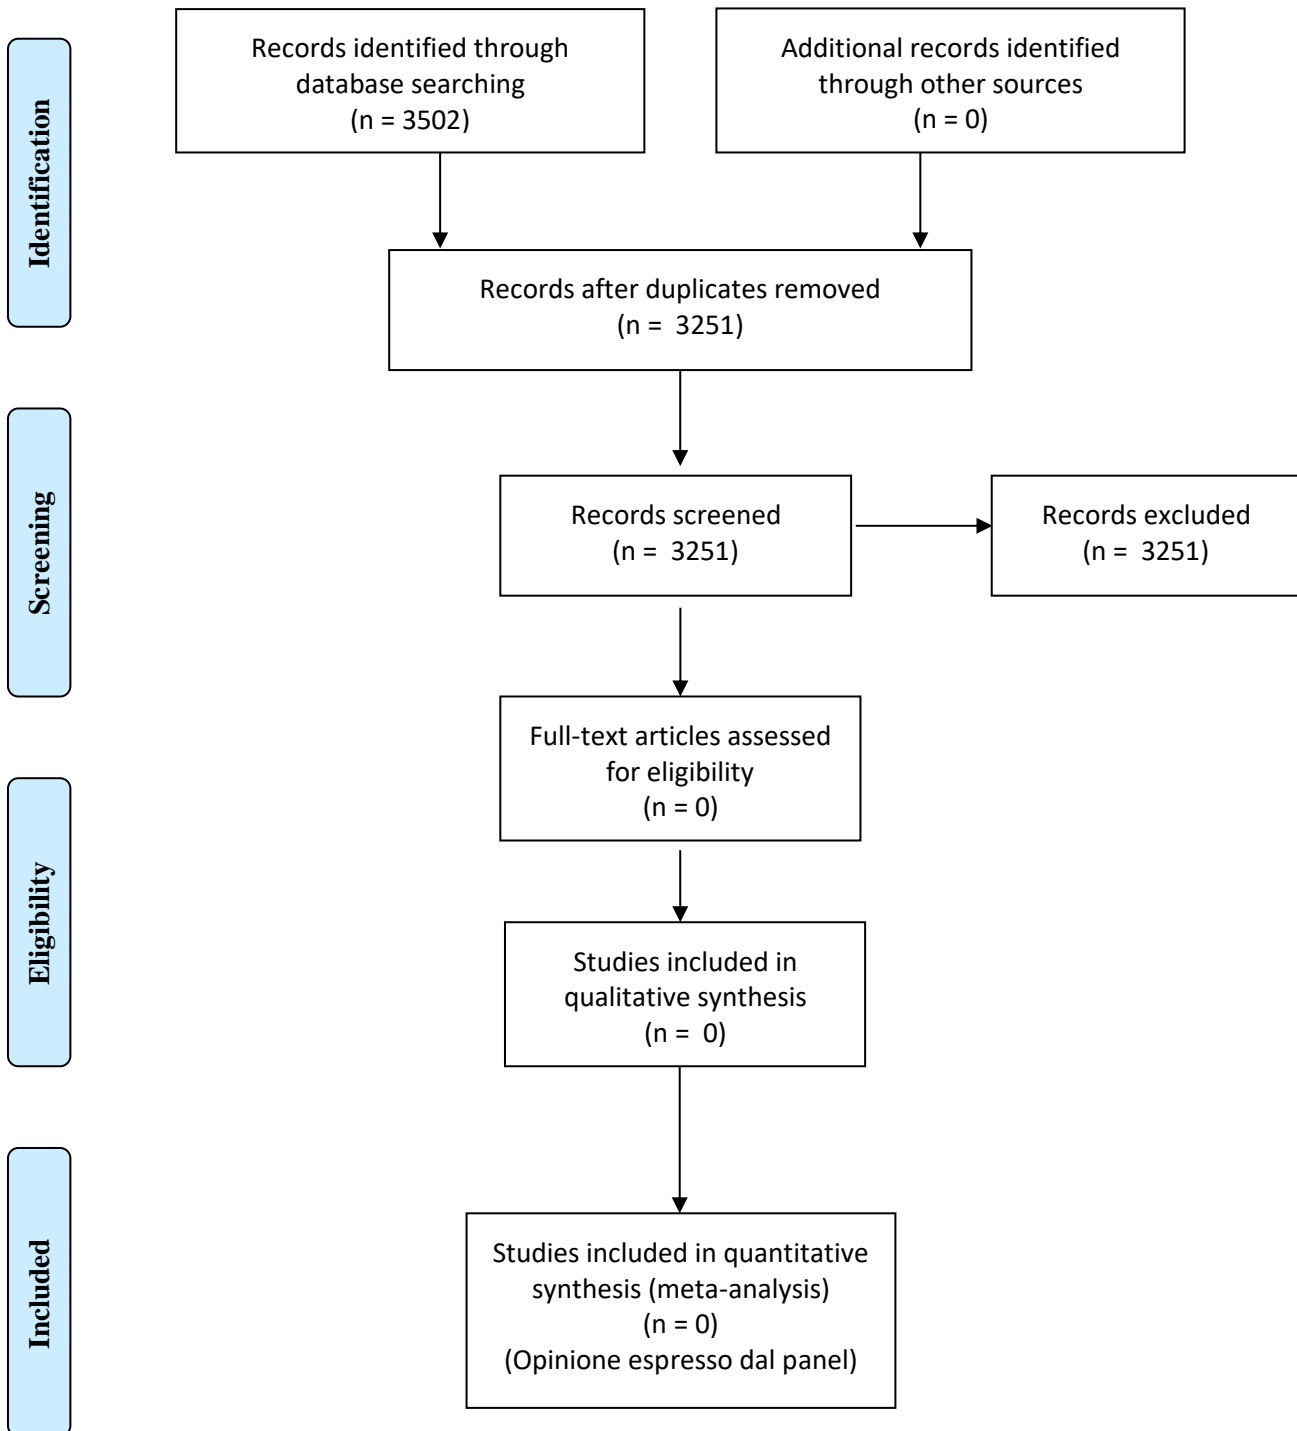 Identification
Records identified through
database searching
(n = 3502)
Additional records identified
through other sources
(n = 0)
Records after duplicates removed
(n =  3251)
Screening
Records screened
(n =  3251)
Records excluded
(n =  3251)
Full-text articles assessed
for eligibility
(n = 0)
Eligibility
Studies included in
qualitative synthesis
(n =  0)
Included
Studies included in quantitative
synthesis (meta-analysis)
(n = 0)
(Opinione espresso dal panel)